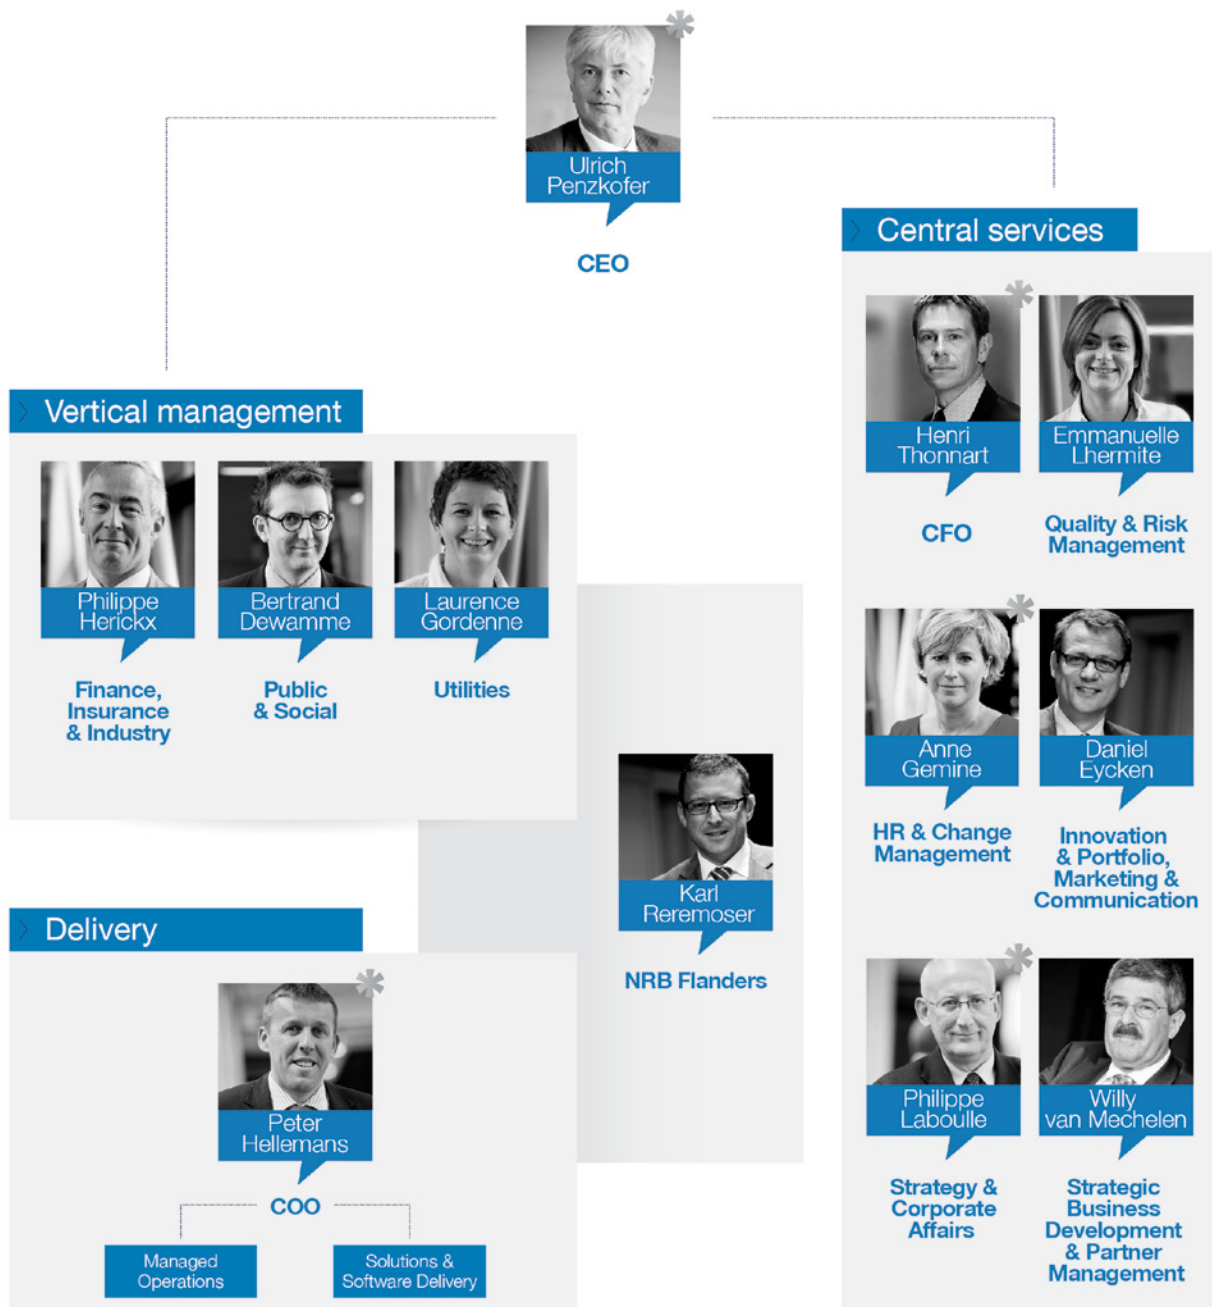 Ulrich
Penzkofer
CEO
Central services
Henri
Thonnart
CFO
Emmanuelle
Lhermite
Quality & Risk
Management
Anne
Gemine
HR & Change
Management
Daniel
Eycken
Innovation
& Portfolio,
Marketing &
Communication
Philippe
Laboulle
Strategy &
Corporate
Affairs
Willy
van Mechelen
Strategic
Business
Development
& Partner
Management
Vertical management
Philippe
Herickx
Finance,
Insurance
& Industry
Bertrand
Dewamme
Public
& Social
Laurence
Gordenne
Utilities
Karl
Reremoser
NRB Flanders
Delivery
Peter
Hellemans
COO
Managed
Operations
Solutions &
Software Delivery